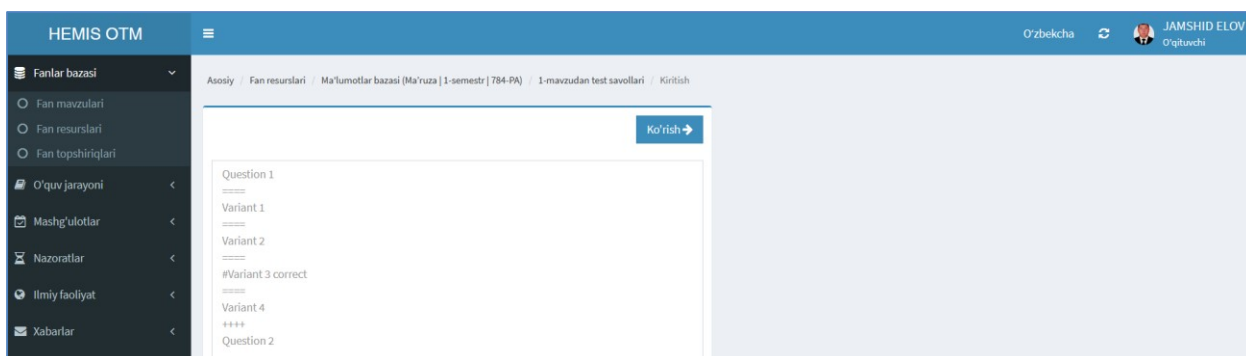 HEMIS OTM
O'zbekcha
JAMSHID ELOV
O'qituvchi
Fanlar bazasi
Fan mavzulari
Fan resurslari
Fan topshiriqlari
O'quv jarayoni
Mashg'ulotlar
Nazoratlar
Ilmiy faoliyat
Xabarlar
Asosiy / Fan resurslari / Ma'lumotlar bazasi (Ma'ruza | 1-semestr | 784-PA) / 1-mavzudan test savollari / Kiritish
Ko'rish
Question 1
====
Variant 1
====
Variant 2
====
#Variant 3 correct
====
Variant 4
++++
Question 2